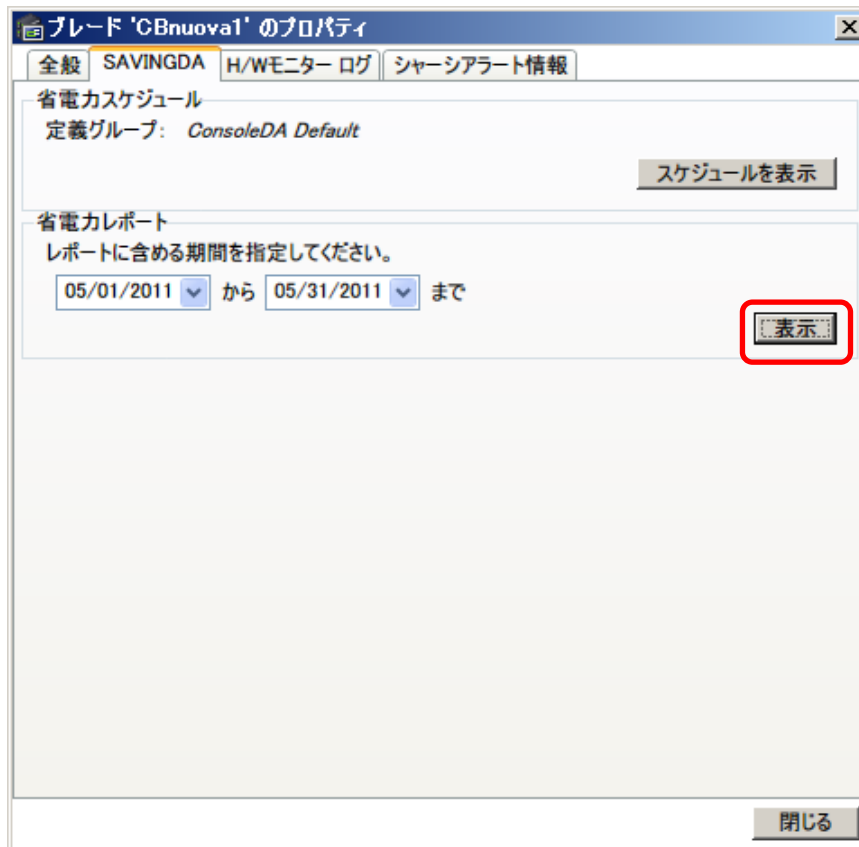 ブレード 'CBnuova1' のプロパティ
全般 SAVINGDA H/Wモニター ログ シャーシアラート情報
省電力スケジュール
定義グループ: ConsoleDA Default
スケジュールを表示
省電力レポート
レポートに含める期間を指定してください。
05/01/2011 から 05/31/2011 まで
表示
閉じる